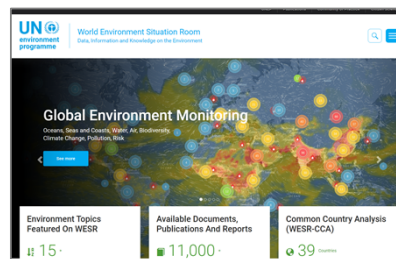 UN
environment
programme
World Environment Situation Room
Data, Information and Knowledge on the Environment
Global Environment Monitoring
Oceans, Seas and Coasts, Water, Air, Biodiversity,
Climate Change, Pollution, Risk
See more
Environment Topics
Featured On WESR
15
Available Documents,
Publications And Reports
11,000
Common Country Analysis
(WESR-CCA)
39 Countries